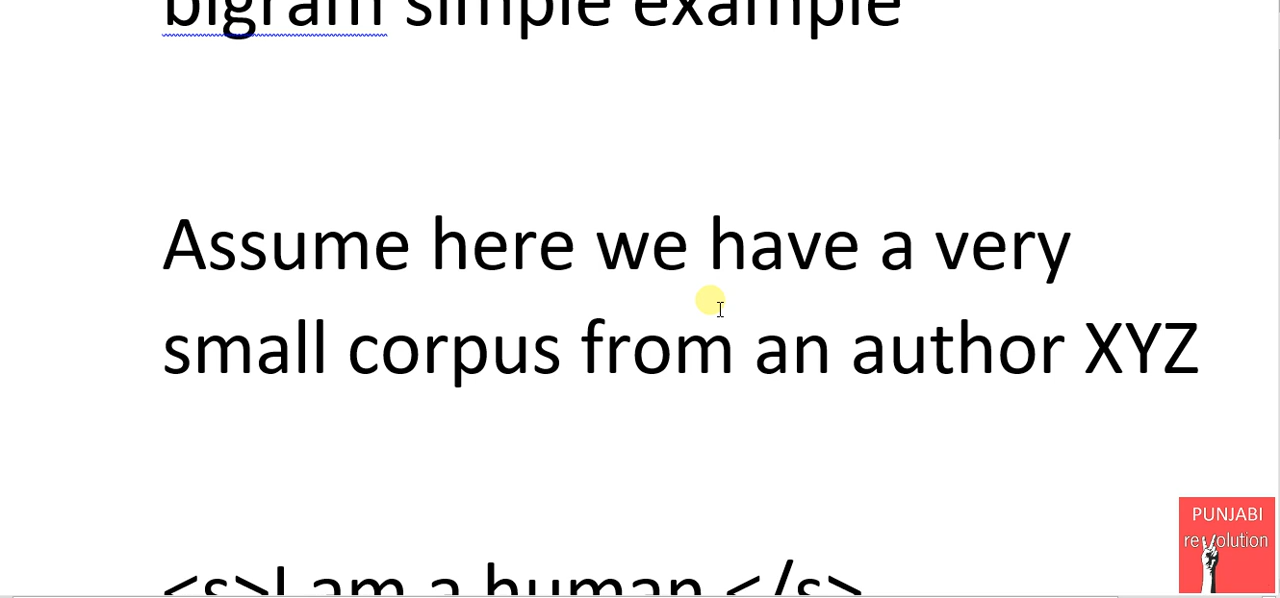 bigram simple example
Assume here we have a very
small corpus from an author XYZ
<s>I am a human </s>
PUNJABI
revolution